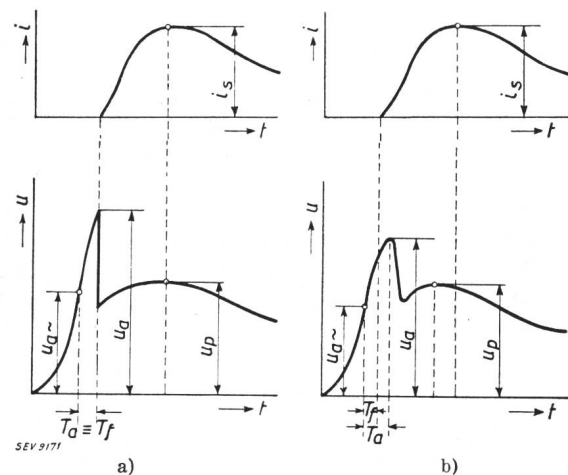 i
i
i_s
i_s
t
t
u
u
u_a~
u_a
u_p
u_a~
u_a
u_p
t
t
T_a ≡ T_f
T_f
T_a
SEV 9171
a)
b)